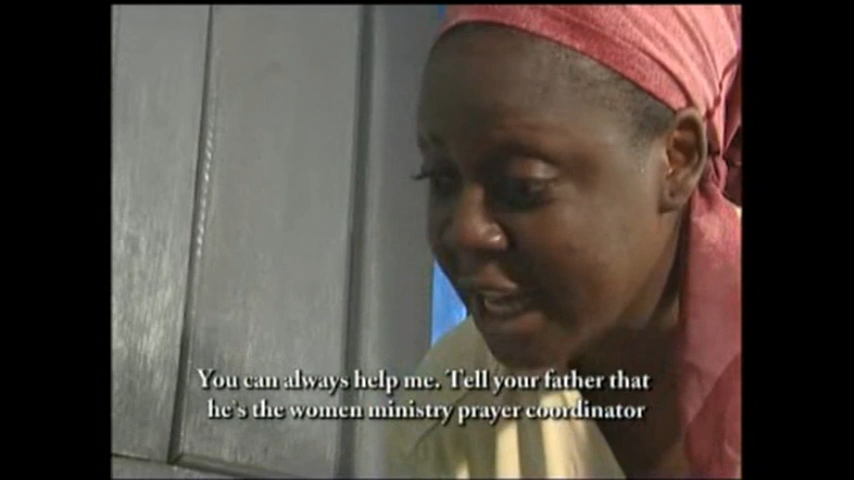 You can always help me. Tell your father that
he's the women ministry prayer coordinator